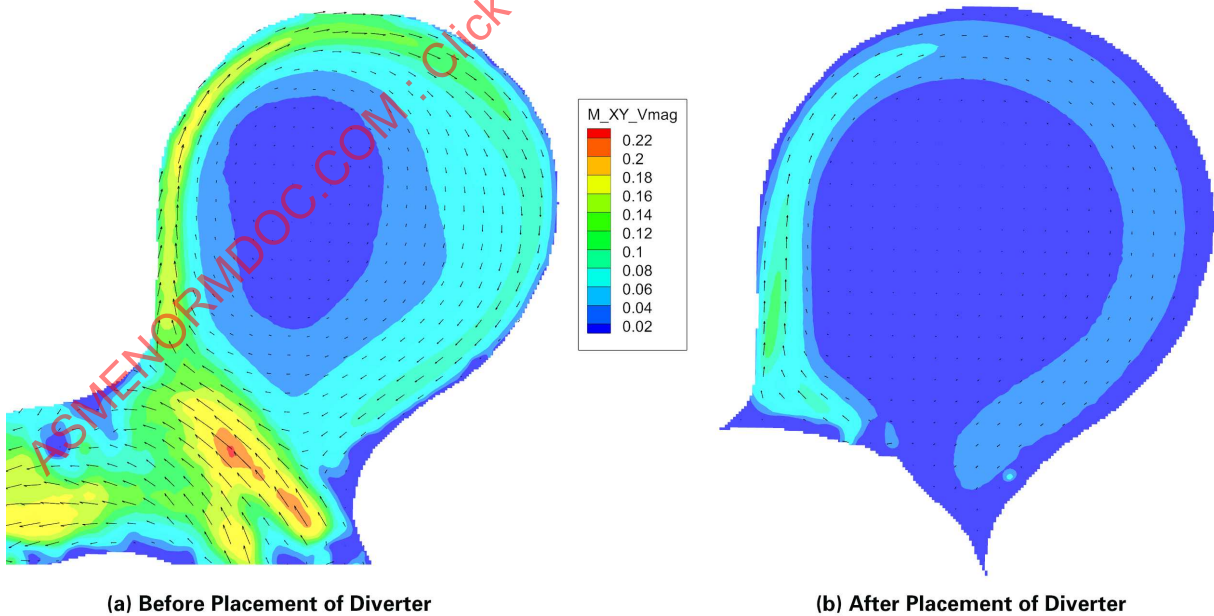 ASMENORMDOC.COM : Click
M_XY_Vmag
0.22
0.2
0.18
0.16
0.14
0.12
0.1
0.08
0.06
0.04
0.02
(a) Before Placement of Diverter
(b) After Placement of Diverter